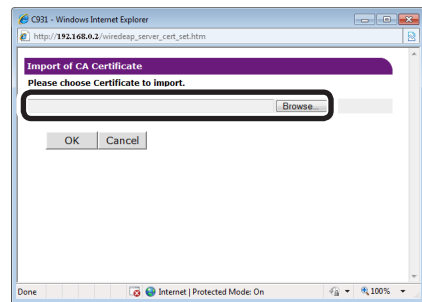 C931 - Windows Internet Explorer
http://192.168.0.2/wiredeap_server_cert_set.htm
Import of CA Certificate
Please choose Certificate to import.
Browse...
OK Cancel
Done Internet | Protected Mode: On 100%